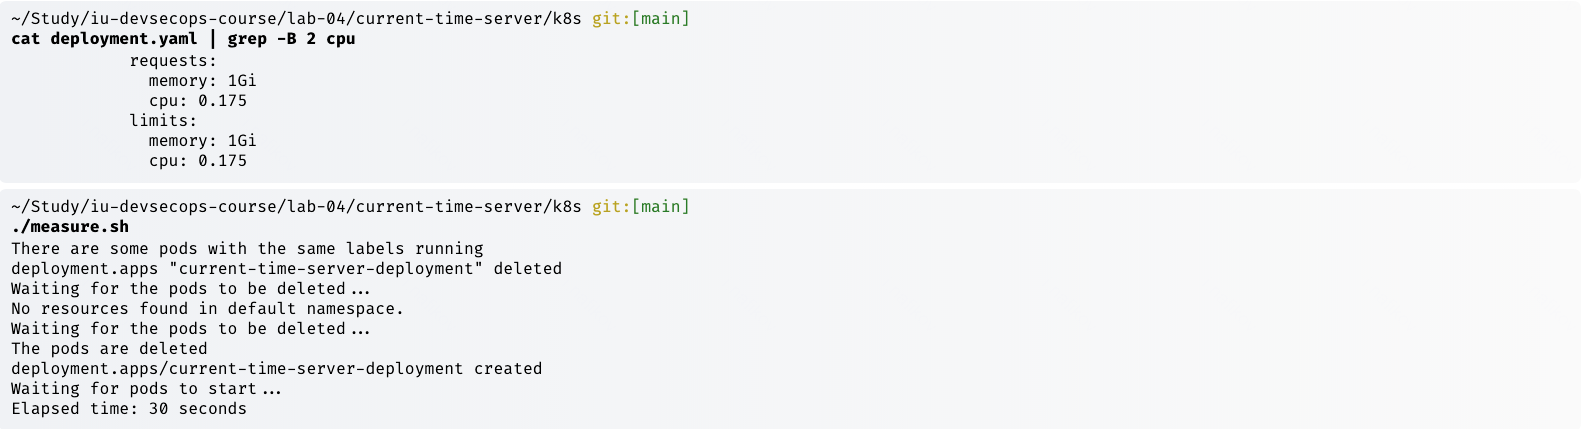 ~/Study/iu-devsecops-course/lab-04/current-time-server/k8s git:[main]
cat deployment.yaml | grep -B 2 cpu
            requests:
              memory: 1Gi
              cpu: 0.175
            limits:
              memory: 1Gi
              cpu: 0.175
~/Study/iu-devsecops-course/lab-04/current-time-server/k8s git:[main]
./measure.sh
There are some pods with the same labels running
deployment.apps "current-time-server-deployment" deleted
Waiting for the pods to be deleted...
No resources found in default namespace.
Waiting for the pods to be deleted...
The pods are deleted
deployment.apps/current-time-server-deployment created
Waiting for pods to start...
Elapsed time: 30 seconds